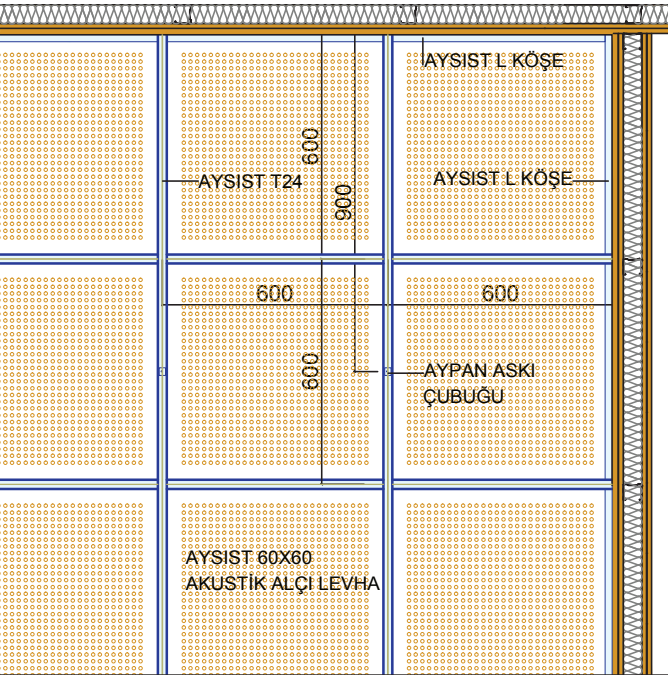 AYSIST L KÖŞE
600
AYSIST T24
AYSIST L KÖŞE
900
600
600
600
AYPAN ASKI
ÇUBUĞU
AYSIST 60X60
AKUSTİK ALÇI LEVHA